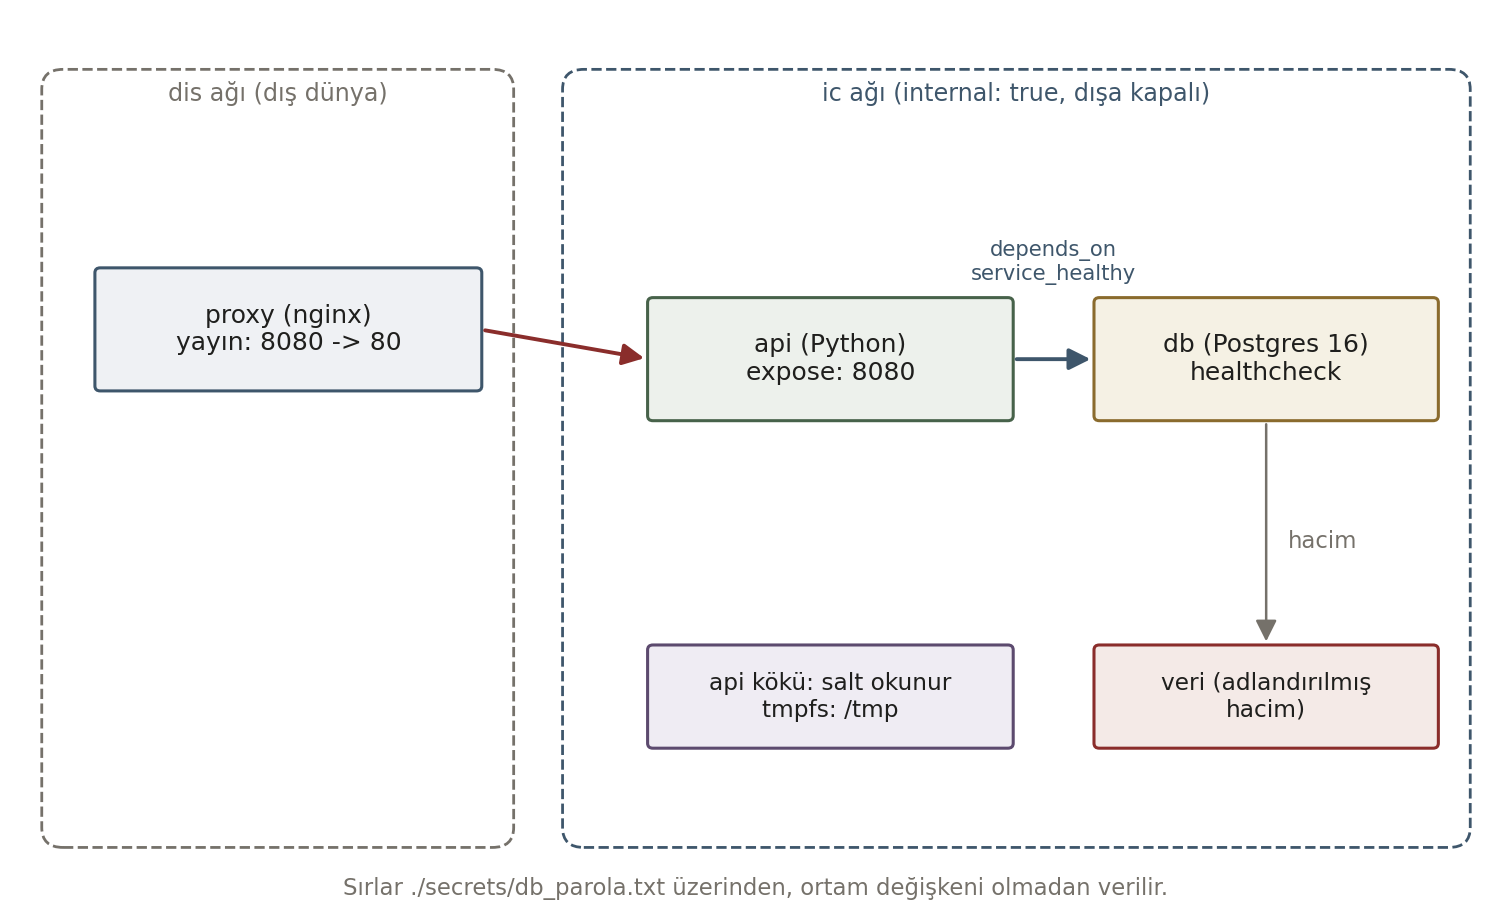 dis ağı (dış dünya)
ic ağı (internal: true, dışa kapalı)
depends_on
service_healthy
proxy (nginx)
yayın: 8080 -> 80
api (Python)
expose: 8080
db (Postgres 16)
healthcheck
hacim
api kökü: salt okunur
tmpfs: /tmp
veri (adlandırılmış
hacim)
Sırlar ./secrets/db_parola.txt üzerinden, ortam değişkeni olmadan verilir.